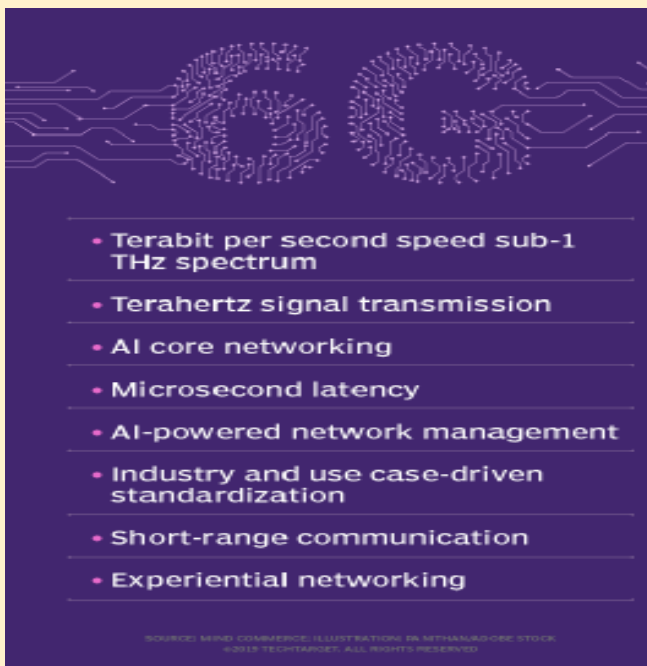 6G
• Terabit per second speed sub-1
THz spectrum
• Terahertz signal transmission
• AI core networking
• Microsecond latency
• AI-powered network management
• Industry and use case-driven
standardization
• Short-range communication
• Experiential networking
SOURCE: MIND COMMERCE; ILLUSTRATION: PA NITHAN/ADOBE STOCK
©2019 TECHTARGET. ALL RIGHTS RESERVED